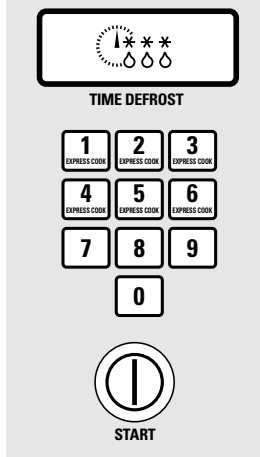 TIME DEFROST
1 2 3
EXPRESS COOK EXPRESS COOK EXPRESS COOK
4 5 6
EXPRESS COOK EXPRESS COOK EXPRESS COOK
7 8 9
0
START